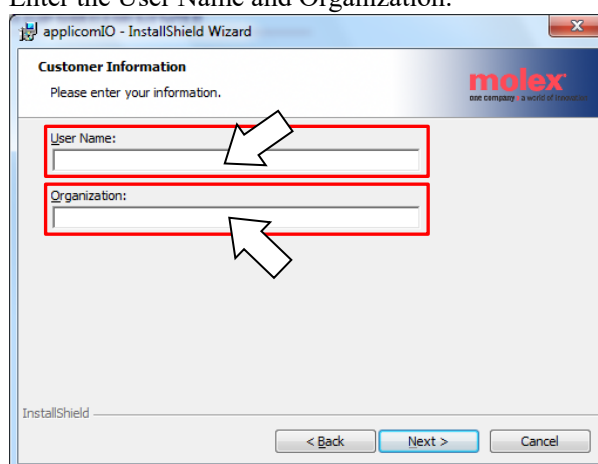 Enter the User Name and Organization.
applicomIO - InstallShield Wizard
Customer Information
Please enter your information.
molex
one company a world of innovation
User Name:
Organization:
InstallShield
< Back
Next >
Cancel